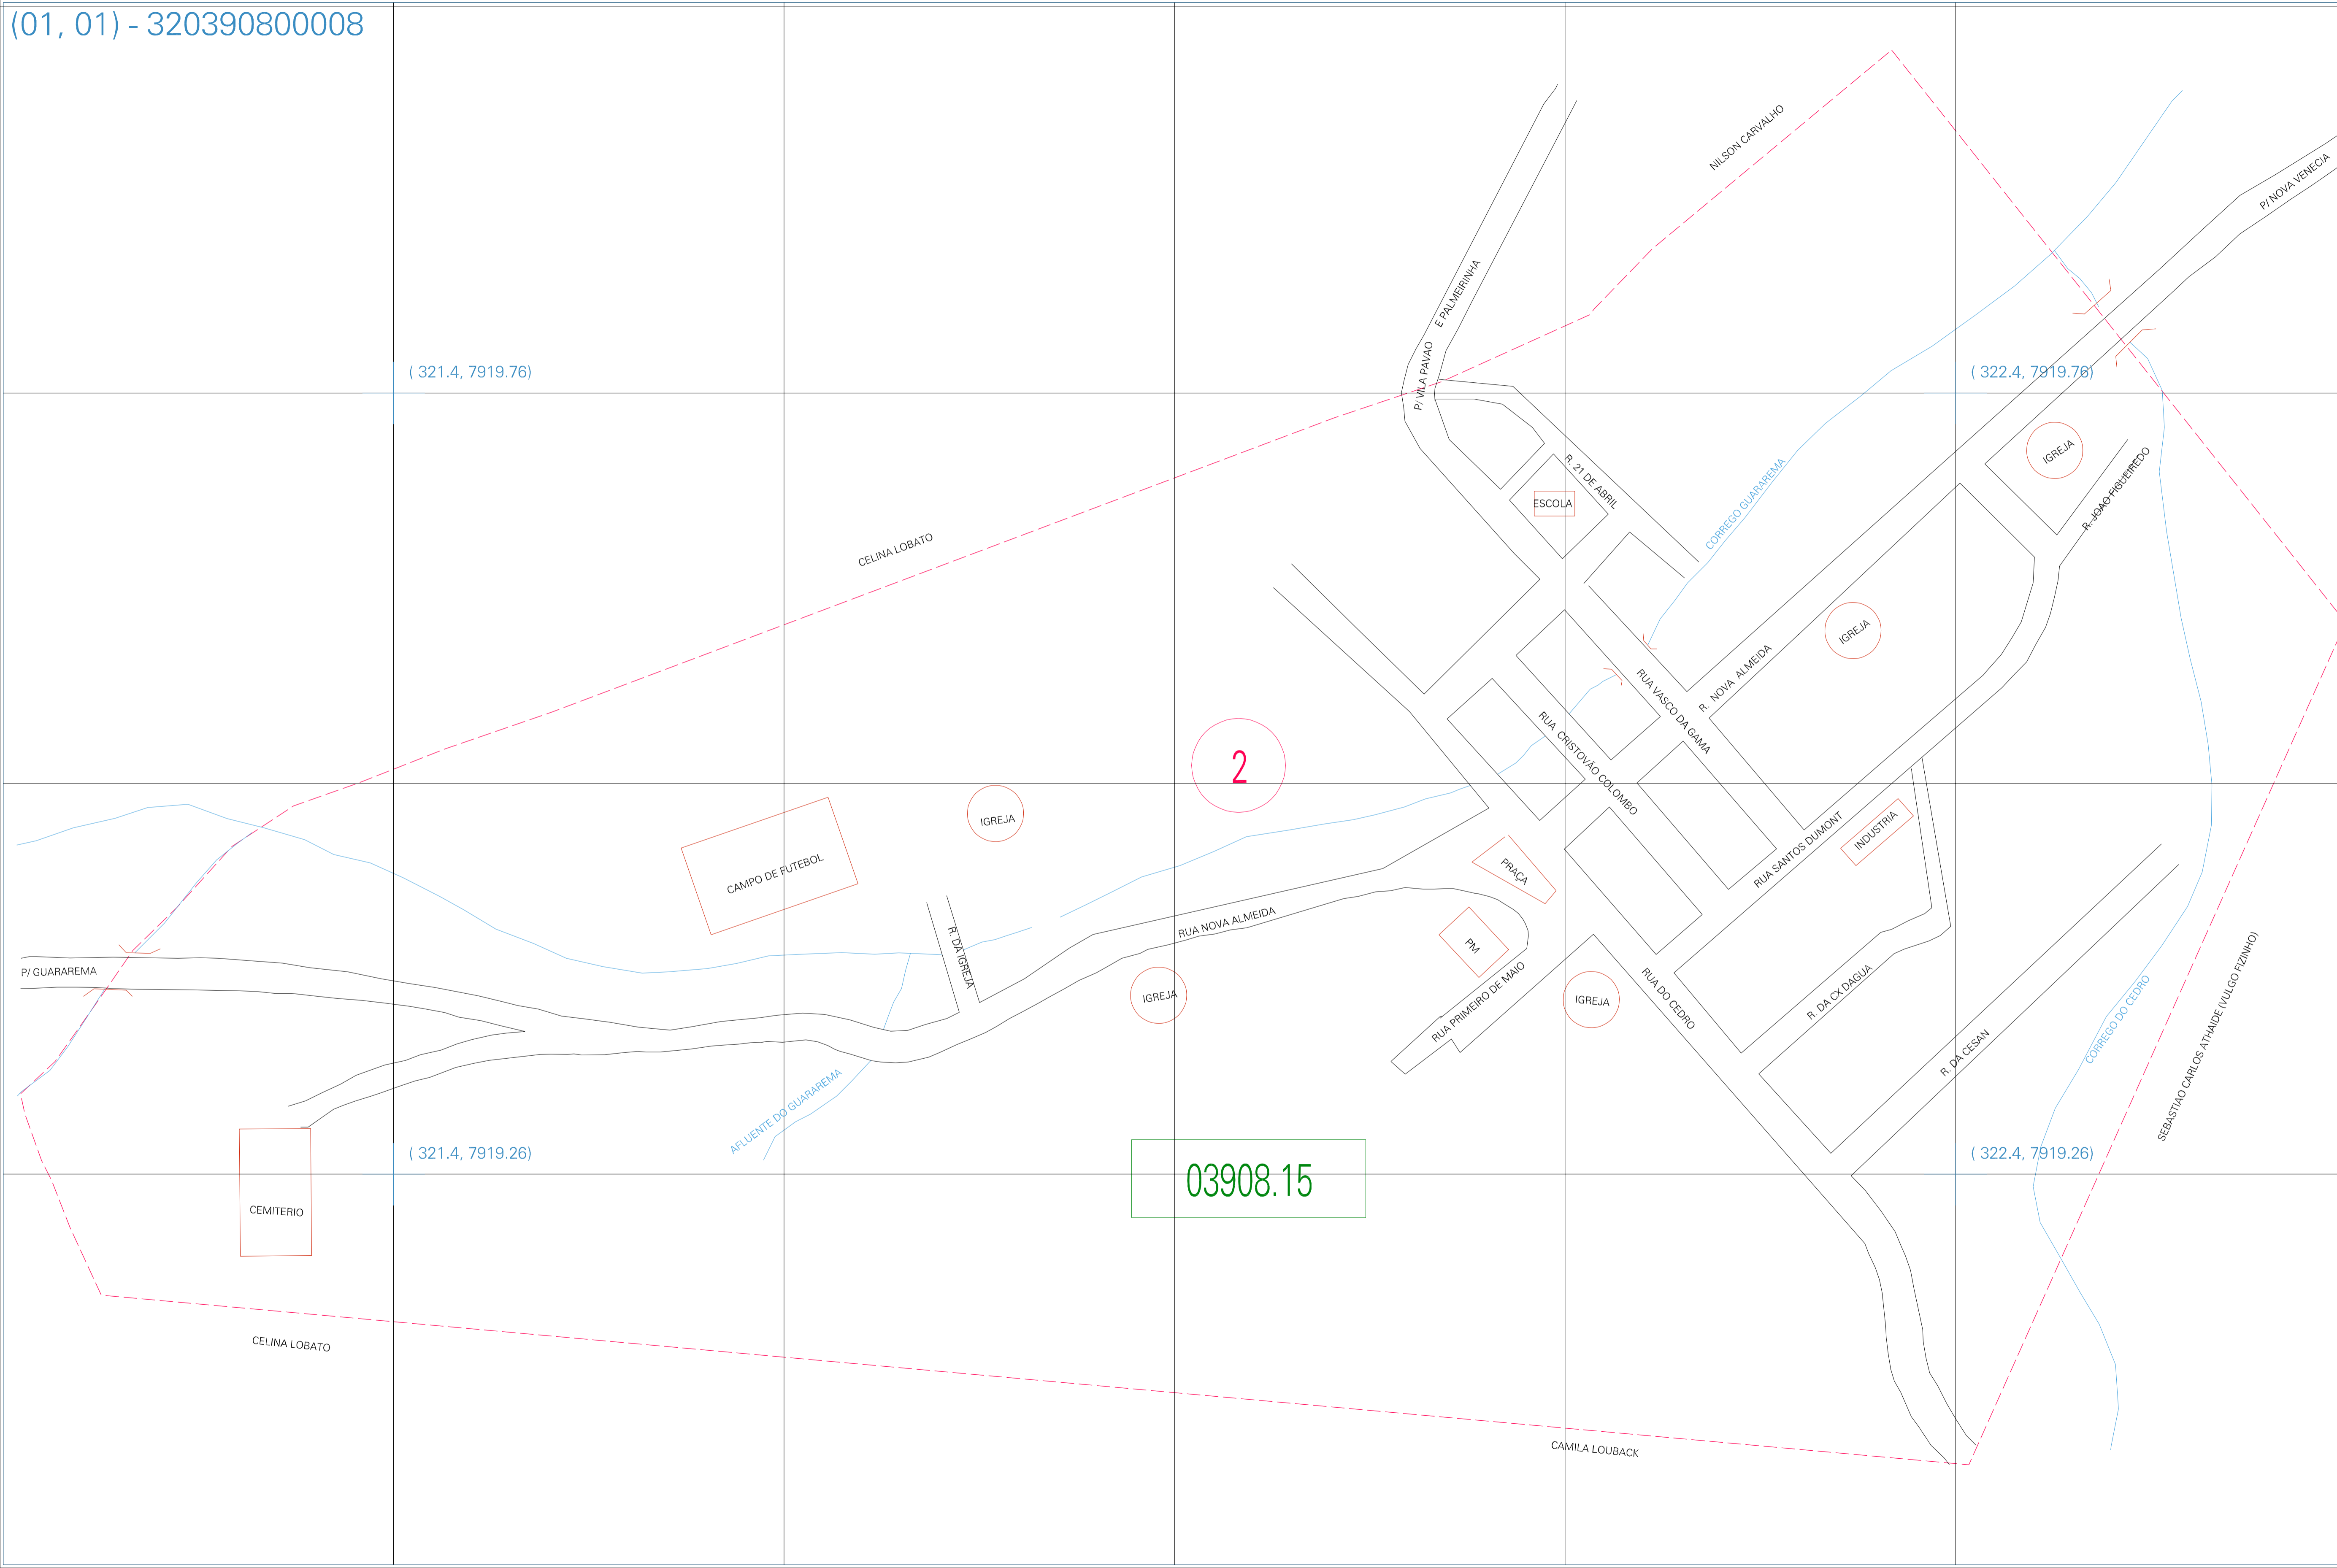 (01, 01) - 320390800008
NILSON CARVALHO
P/ NOVA VENECIA
E PALMEIRINHA
P/ VILA PAVAO
( 321.4, 7919.76)
( 322.4, 7919.76)
IGREJA
R. 21 DE ABRIL
ESCOLA
R. JOAO FIGUEIREDO
CORREGO GUARAREMA
CELINA LOBATO
IGREJA
R. NOVA ALMEIDA
RUA VASCO DA GAMA
RUA CRISTOVÃO COLOMBO
2
IGREJA
CAMPO DE FUTEBOL
INDUSTRIA
RUA SANTOS DUMONT
PRAÇA
RUA NOVA ALMEIDA
PM
R. DA IGREJA
P/ GUARAREMA
IGREJA
RUA PRIMEIRO DE MAIO
IGREJA
RUA DO CEDRO
R. DA CX DAGUA
R. DA CESAN
CORREGO DO CEDRO
SEBASTIAO CARLOS ATHAIDE (VULGO FIZINHO)
AFLUENTE DO GUARAREMA
( 321.4, 7919.26)
( 322.4, 7919.26)
03908.15
CEMITERIO
CELINA LOBATO
CAMILA LOUBACK